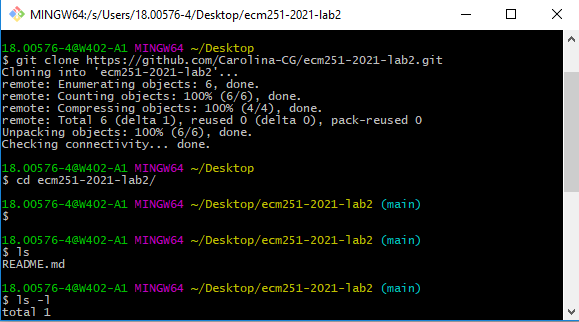 MINGW64:/s/Users/18.00576-4/Desktop/ecm251-2021-lab2
18.00576-4@W402-A1 MINGW64 ~/Desktop
$ git clone https://github.com/Carolina-CG/ecm251-2021-lab2.git
Cloning into 'ecm251-2021-lab2'...
remote: Enumerating objects: 6, done.
remote: Counting objects: 100% (6/6), done.
remote: Compressing objects: 100% (4/4), done.
remote: Total 6 (delta 1), reused 0 (delta 0), pack-reused 0
Unpacking objects: 100% (6/6), done.
Checking connectivity... done.
18.00576-4@W402-A1 MINGW64 ~/Desktop
$ cd ecm251-2021-lab2/
18.00576-4@W402-A1 MINGW64 ~/Desktop/ecm251-2021-lab2 (main)
$
18.00576-4@W402-A1 MINGW64 ~/Desktop/ecm251-2021-lab2 (main)
$ ls
README.md
18.00576-4@W402-A1 MINGW64 ~/Desktop/ecm251-2021-lab2 (main)
$ ls -l
total 1